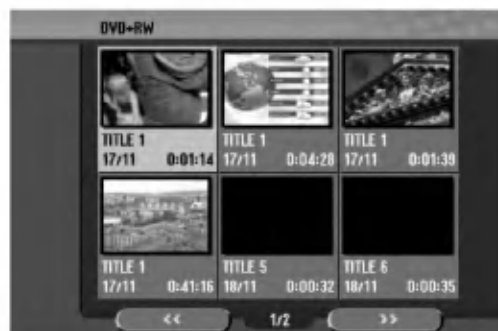 DVD+RW
TITLE 1
17/11 0:01:14
TITLE 1
17/11 0:04:28
TITLE 1
17/11 0:01:39
TITLE 1
17/11 0:41:16
TITLE 5
18/11 0:00:32
TITLE 6
18/11 0:00:35
<< 1/2 >>